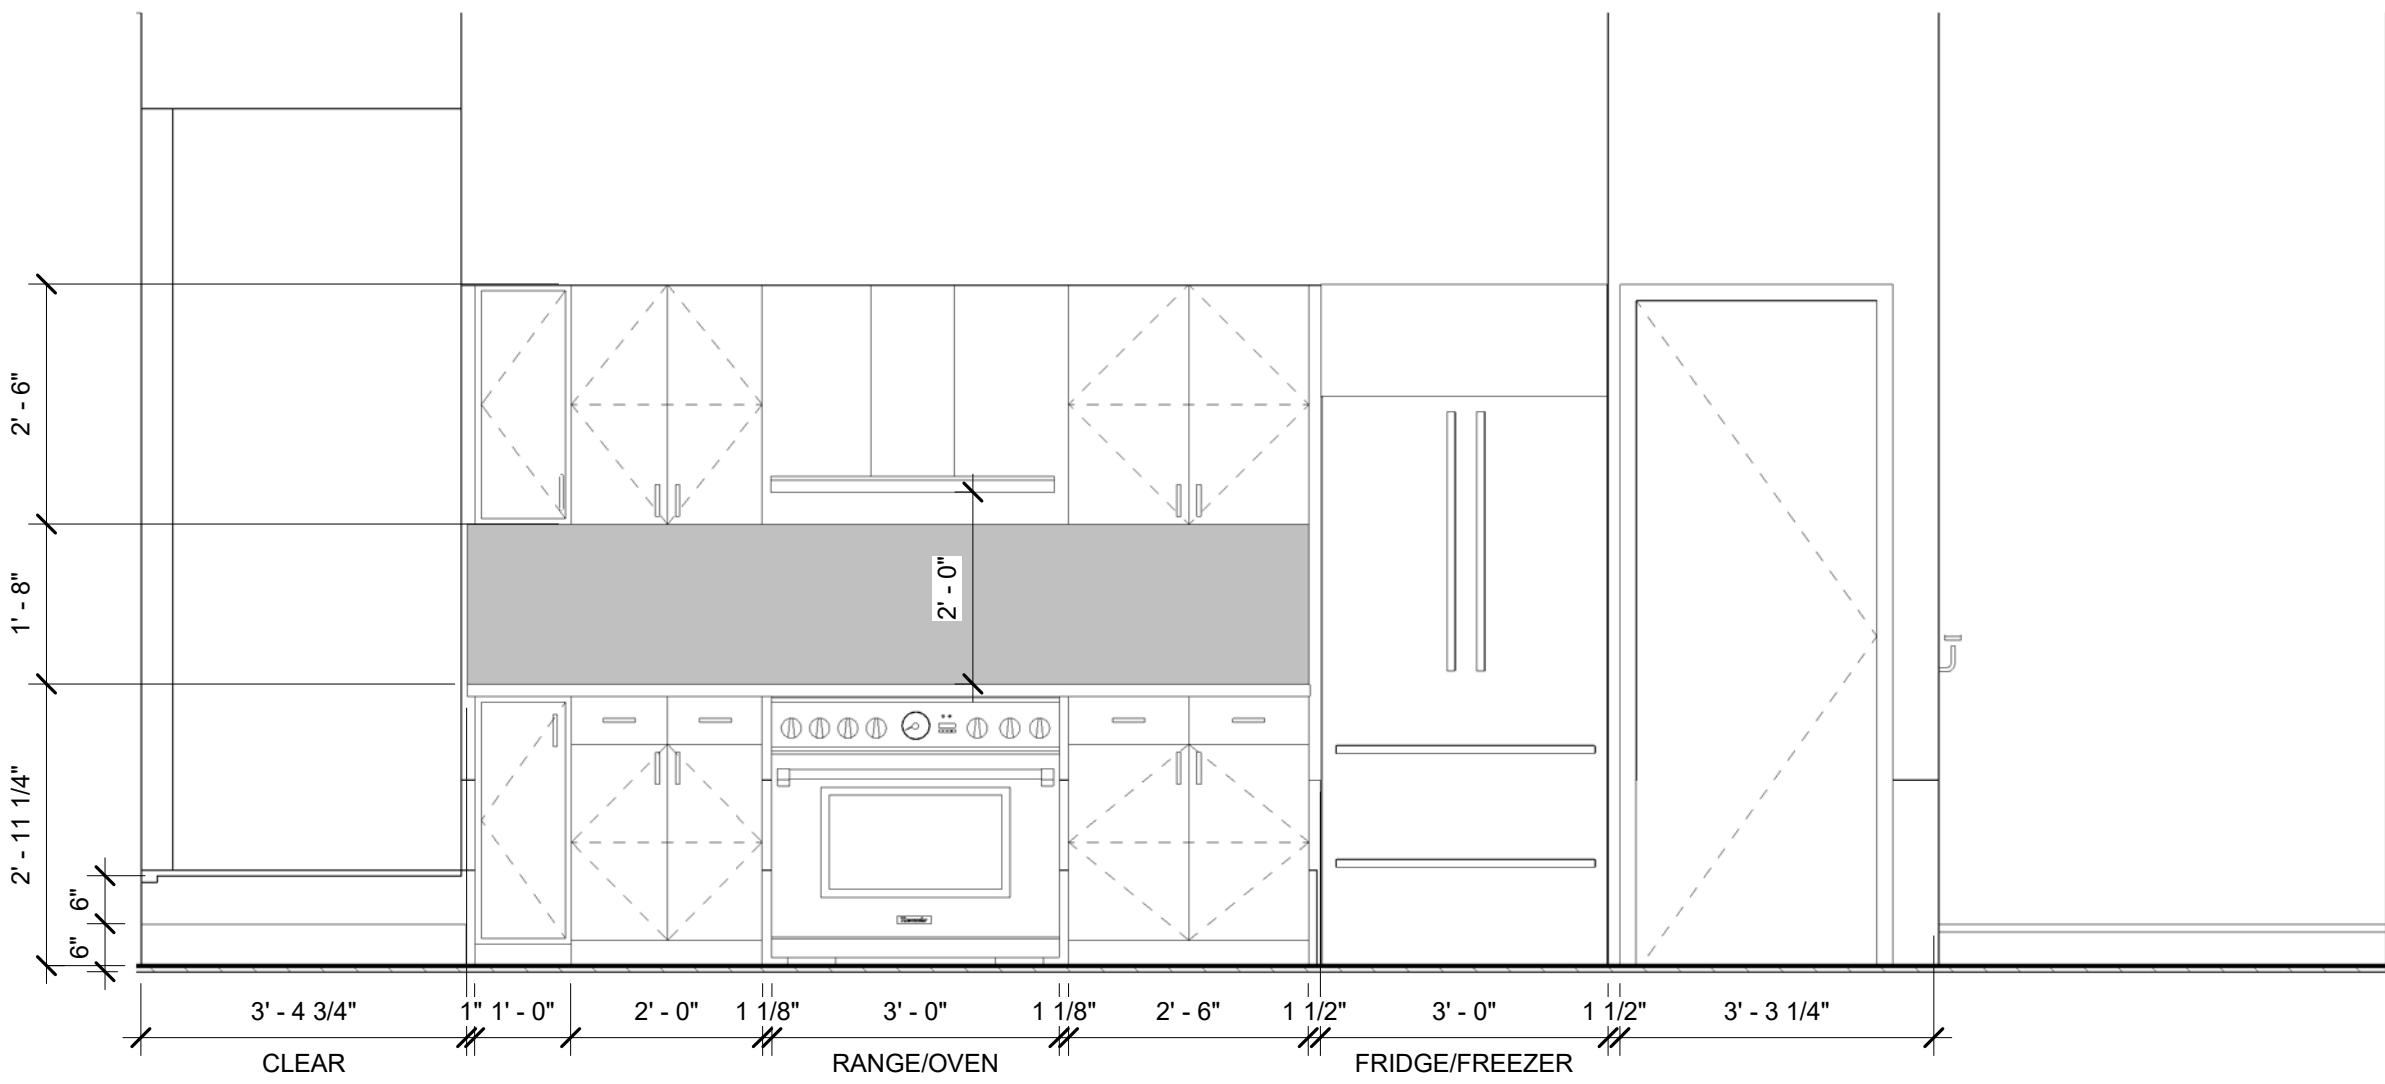 2' - 6"
1' - 8"
2' - 0"
2' - 11 1/4"
6"
6"
3' - 4 3/4"
1"
1' - 0"
2' - 0"
1 1/8"
3' - 0"
1 1/8"
2' - 6"
1 1/2"
3' - 0"
1 1/2"
3' - 3 1/4"
CLEAR
RANGE/OVEN
FRIDGE/FREEZER